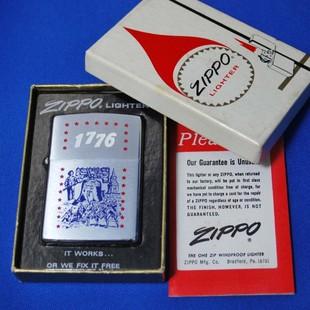 ZIPPO
LIGHTER
ZIPPO LIGHTER
1776
IT WORKS...
OR WE FIX IT FREE
Please
Our Guarantee is Unusual
This lighter or any ZIPPO, when returned
to our factory, will be put in first class
mechanical condition free of charge, for
we have yet to charge a cent for the repair
of a ZIPPO regardless of age or condition.
THE FINISH, HOWEVER, IS NOT
GUARANTEED.
ZIPPO
THE ONE ZIP WINDPROOF LIGHTER
ZIPPO Mfg. Co. Bradford, Pa. 16701